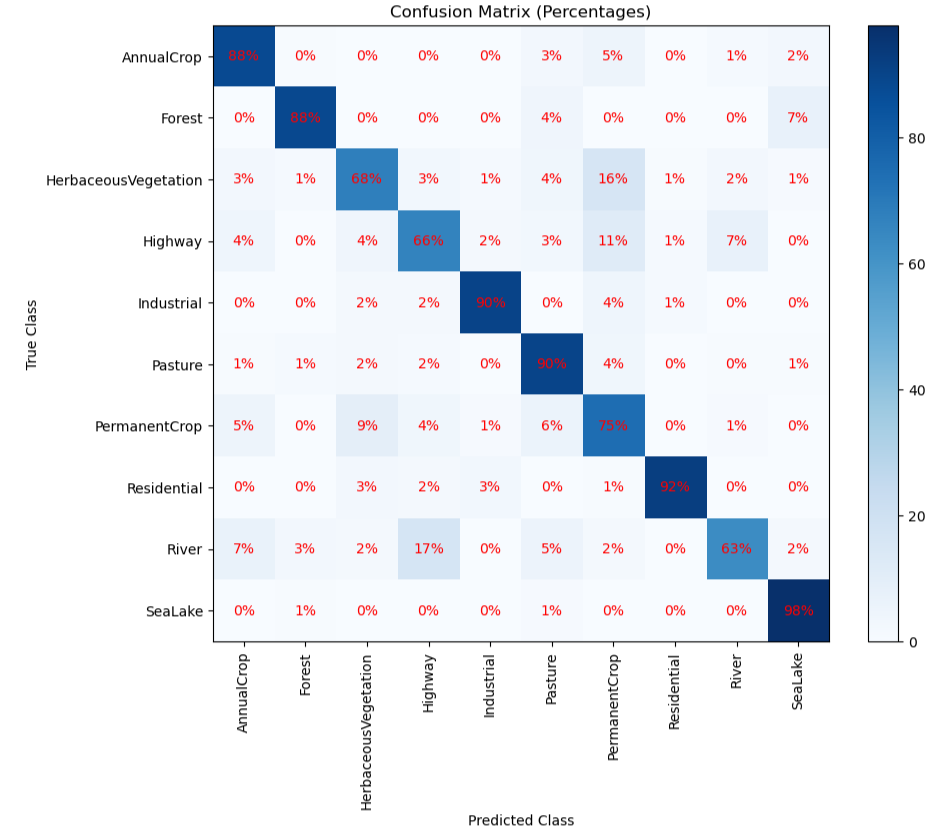 Confusion Matrix (Percentages)
AnnualCrop 88% 0% 0% 0% 0% 3% 5% 0% 1% 2%
Forest 0% 88% 0% 0% 0% 4% 0% 0% 0% 7%
HerbaceousVegetation 3% 1% 68% 3% 1% 4% 16% 1% 2% 1%
Highway 4% 0% 4% 66% 2% 3% 11% 1% 7% 0%
Industrial 0% 0% 2% 2% 90% 0% 4% 1% 0% 0%
Pasture 1% 1% 2% 2% 0% 90% 4% 0% 0% 1%
PermanentCrop 5% 0% 9% 4% 1% 6% 75% 0% 1% 0%
Residential 0% 0% 3% 2% 3% 0% 1% 92% 0% 0%
River 7% 3% 2% 17% 0% 5% 2% 0% 63% 2%
SeaLake 0% 1% 0% 0% 0% 1% 0% 0% 0% 98%
True Class
AnnualCrop
Forest
HerbaceousVegetation
Highway
Industrial
Pasture
PermanentCrop
Residential
River
SeaLake
Predicted Class
80
60
40
20
0